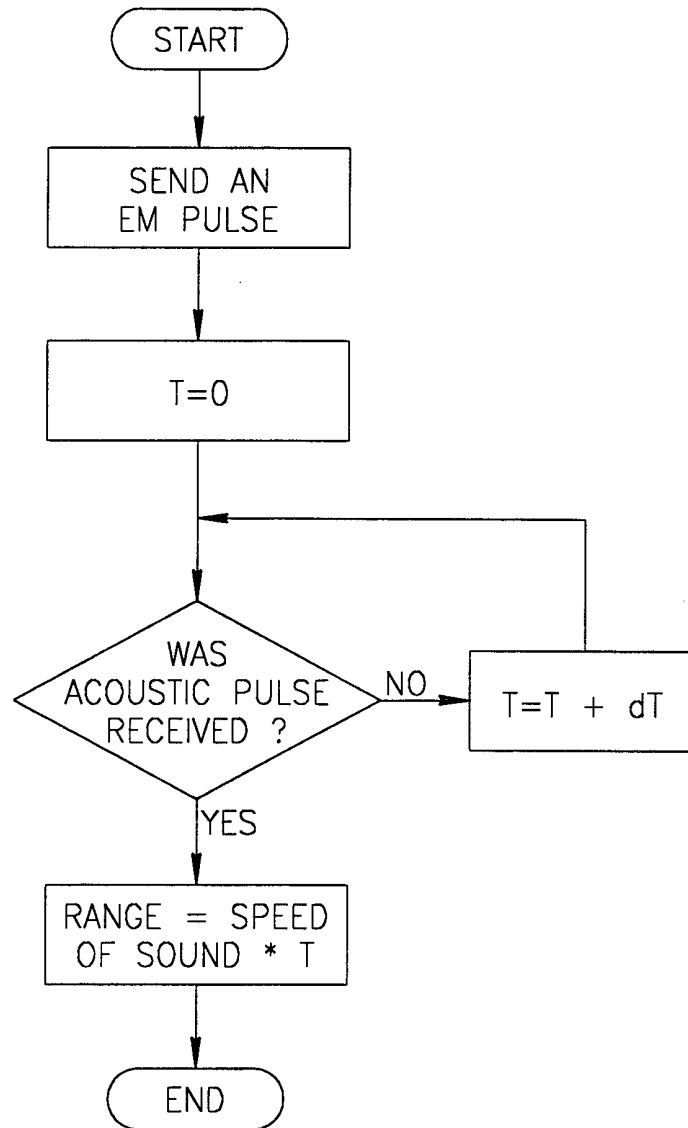 START
SEND AN
EM PULSE
T=0
WAS
ACOUSTIC PULSE
RECEIVED ?
NO
T=T + dT
YES
RANGE = SPEED
OF SOUND * T
END